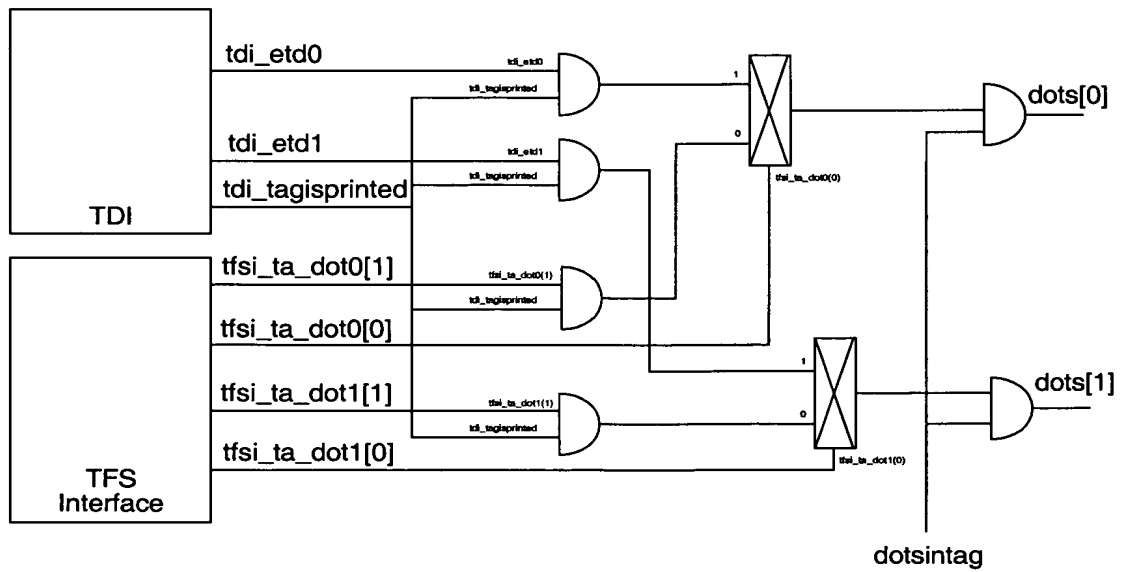 tdi_etd0
tdi_etd0
tdi_tagisprinted
1
0
dots[0]
tdi_etd1
tdi_etd1
tdi_tagisprinted
tdi_tagisprinted
TDI
tfsi_ta_dot0(0)
tfsi_ta_dot0[1]
tfsi_ta_dot0(1)
tdi_tagisprinted
tfsi_ta_dot0[0]
1
0
dots[1]
tfsi_ta_dot1[1]
tfsi_ta_dot1(1)
tdi_tagisprinted
tfsi_ta_dot1[0]
tfsi_ta_dot1(0)
TFS
Interface
dotsintag